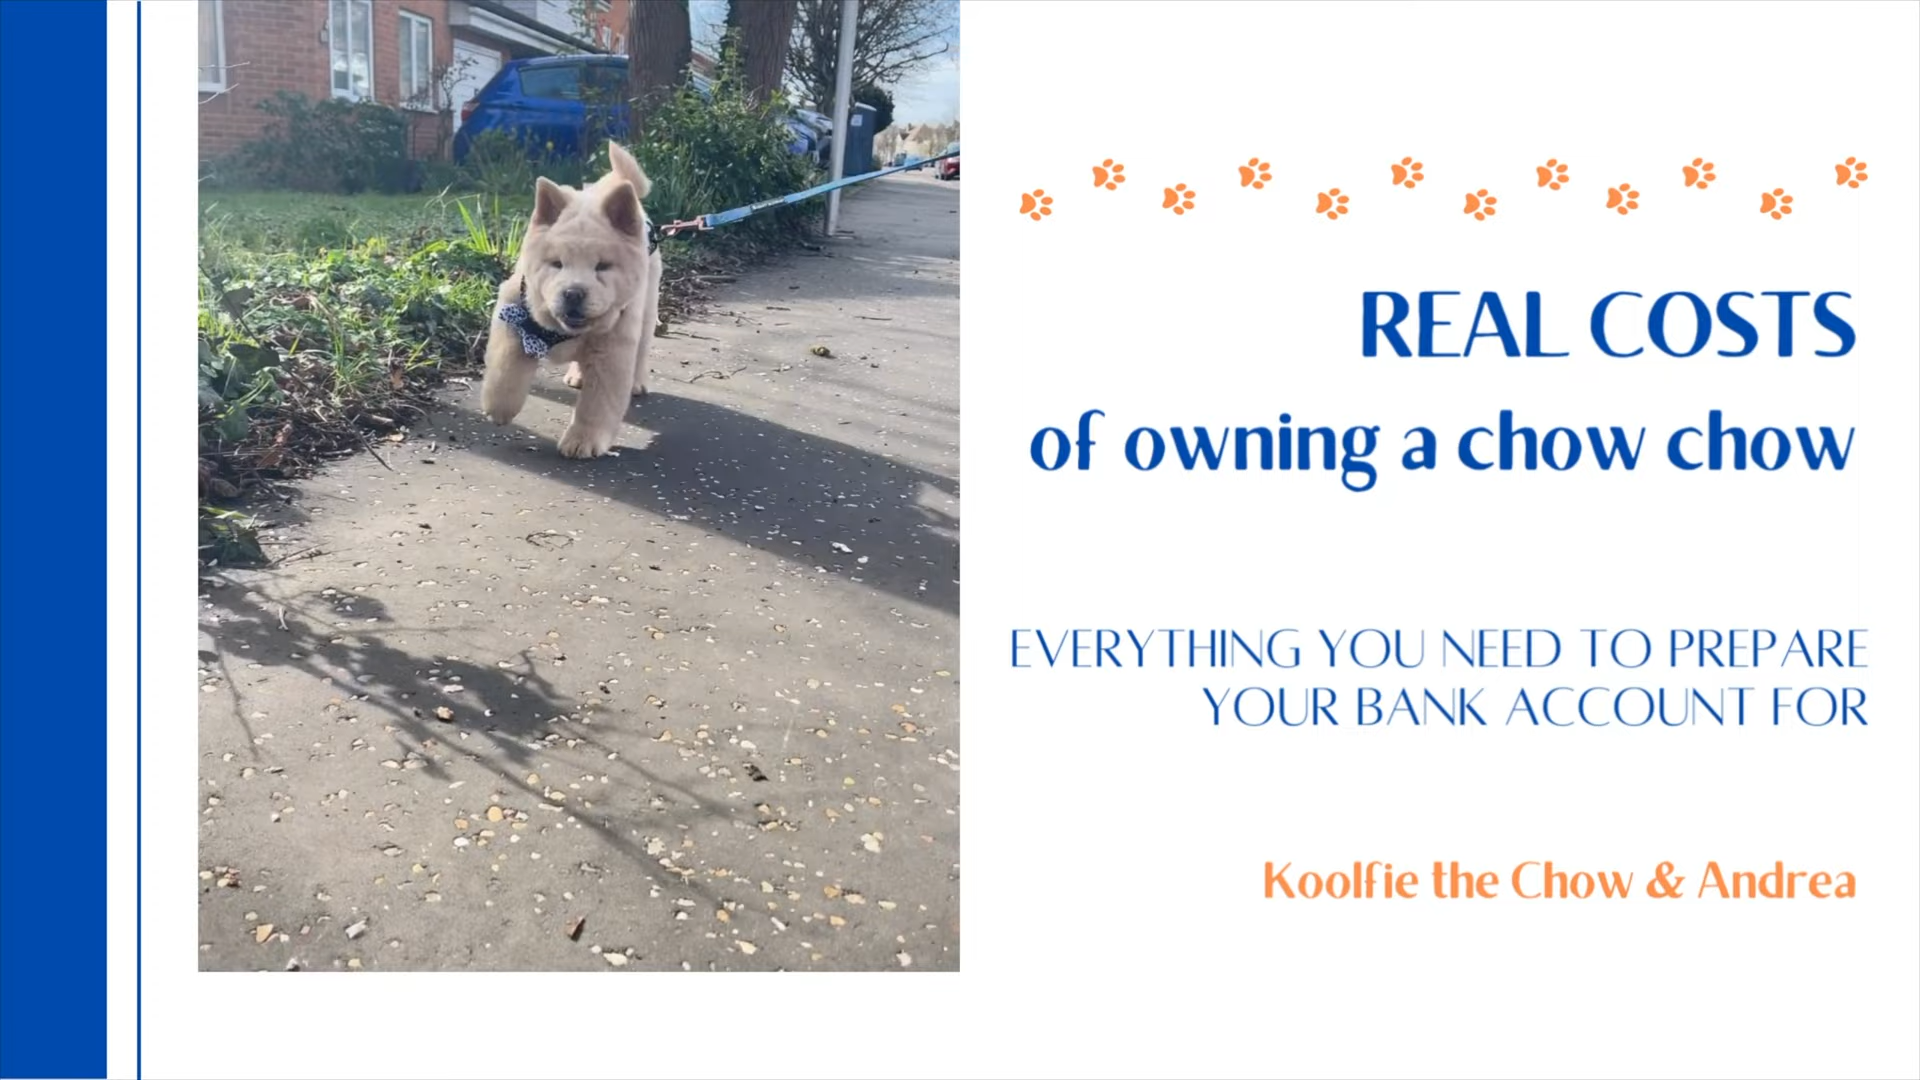 REAL COSTS
of owning a chow chow
EVERYTHING YOU NEED TO PREPARE
YOUR BANK ACCOUNT FOR
Koolfie the Chow & Andrea